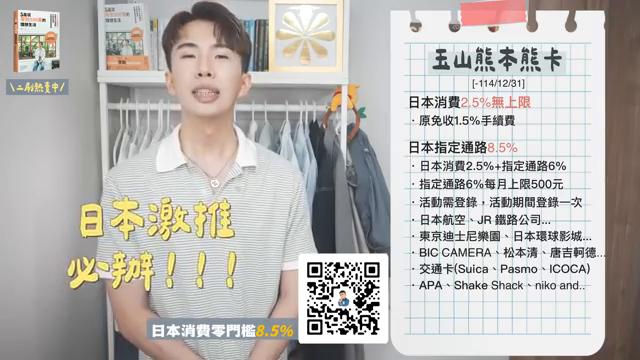 \二刷熱賣中/
日本激推
必辦！！！
日本消費零門檻8.5%
玉山熊本熊卡
[-114/12/31]
日本消費2.5%無上限
·原免收1.5%手續費
日本指定通路8.5%
·日本消費2.5%+指定通路6%
·指定通路6%每月上限500元
·活動需登錄，活動期間登錄一次
·日本航空、JR 鐵路公司...
·東京迪士尼樂園、日本環球影城...
·BIC CAMERA、松本清、唐吉軻德...
·交通卡(Suica、Pasmo、ICOCA)
·APA、Shake Shack、niko and..